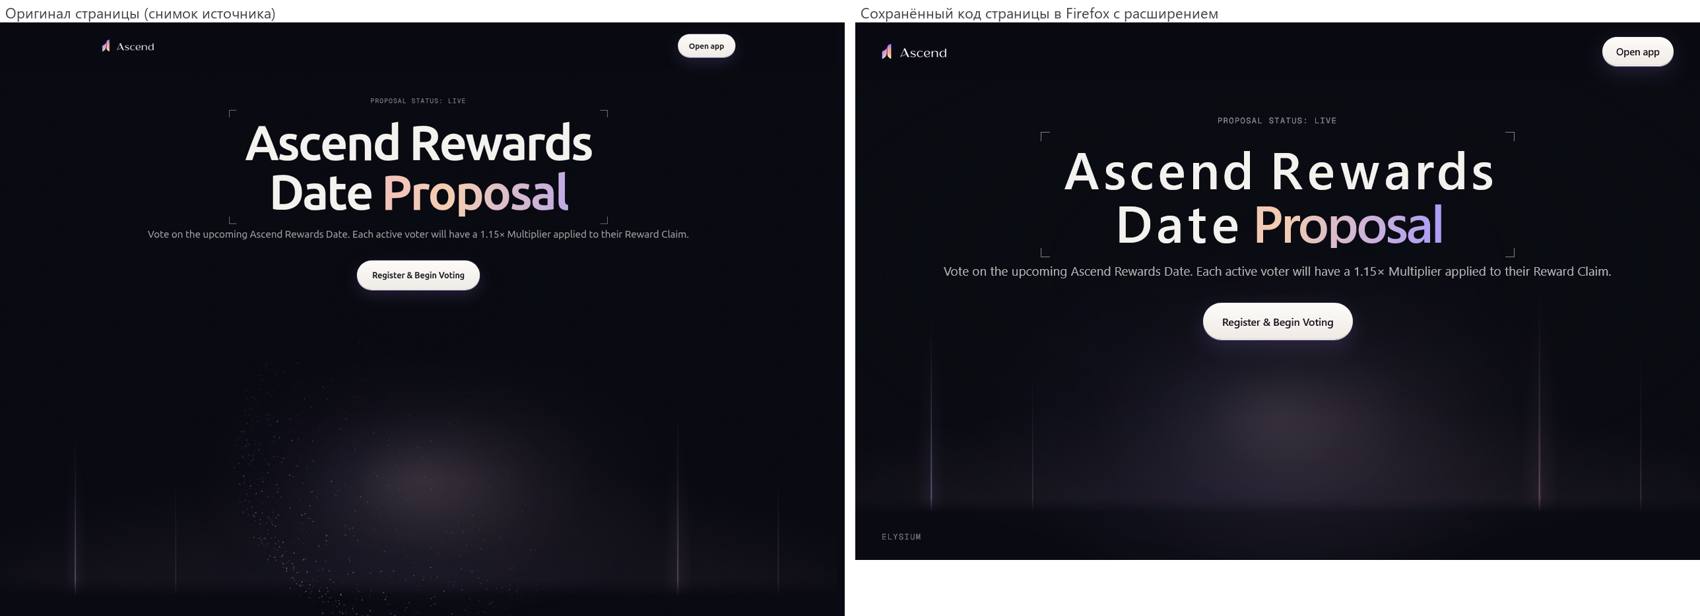 Оригинал страницы (снимок источника)
Ascend
Open app
PROPOSAL STATUS: LIVE
Ascend Rewards
Date Proposal
Vote on the upcoming Ascend Rewards Date. Each active voter will have a 1.15× Multiplier applied to their Reward Claim.
Register & Begin Voting
Сохранённый код страницы в Firefox с расширением
Ascend
Open app
PROPOSAL STATUS: LIVE
Ascend Rewards
Date Proposal
Vote on the upcoming Ascend Rewards Date. Each active voter will have a 1.15× Multiplier applied to their Reward Claim.
Register & Begin Voting
ELYSIUM